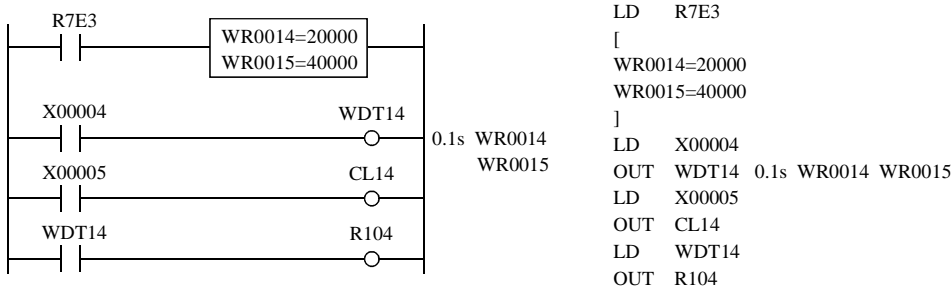 R7E3
WR0014=20000
WR0015=40000
X00004 WDT14
0.1s WR0014
WR0015
X00005 CL14
WDT14 R104
LD R7E3
[
WR0014=20000
WR0015=40000
]
LD X00004
OUT WDT14 0.1s WR0014 WR0015
LD X00005
OUT CL14
LD WDT14
OUT R104